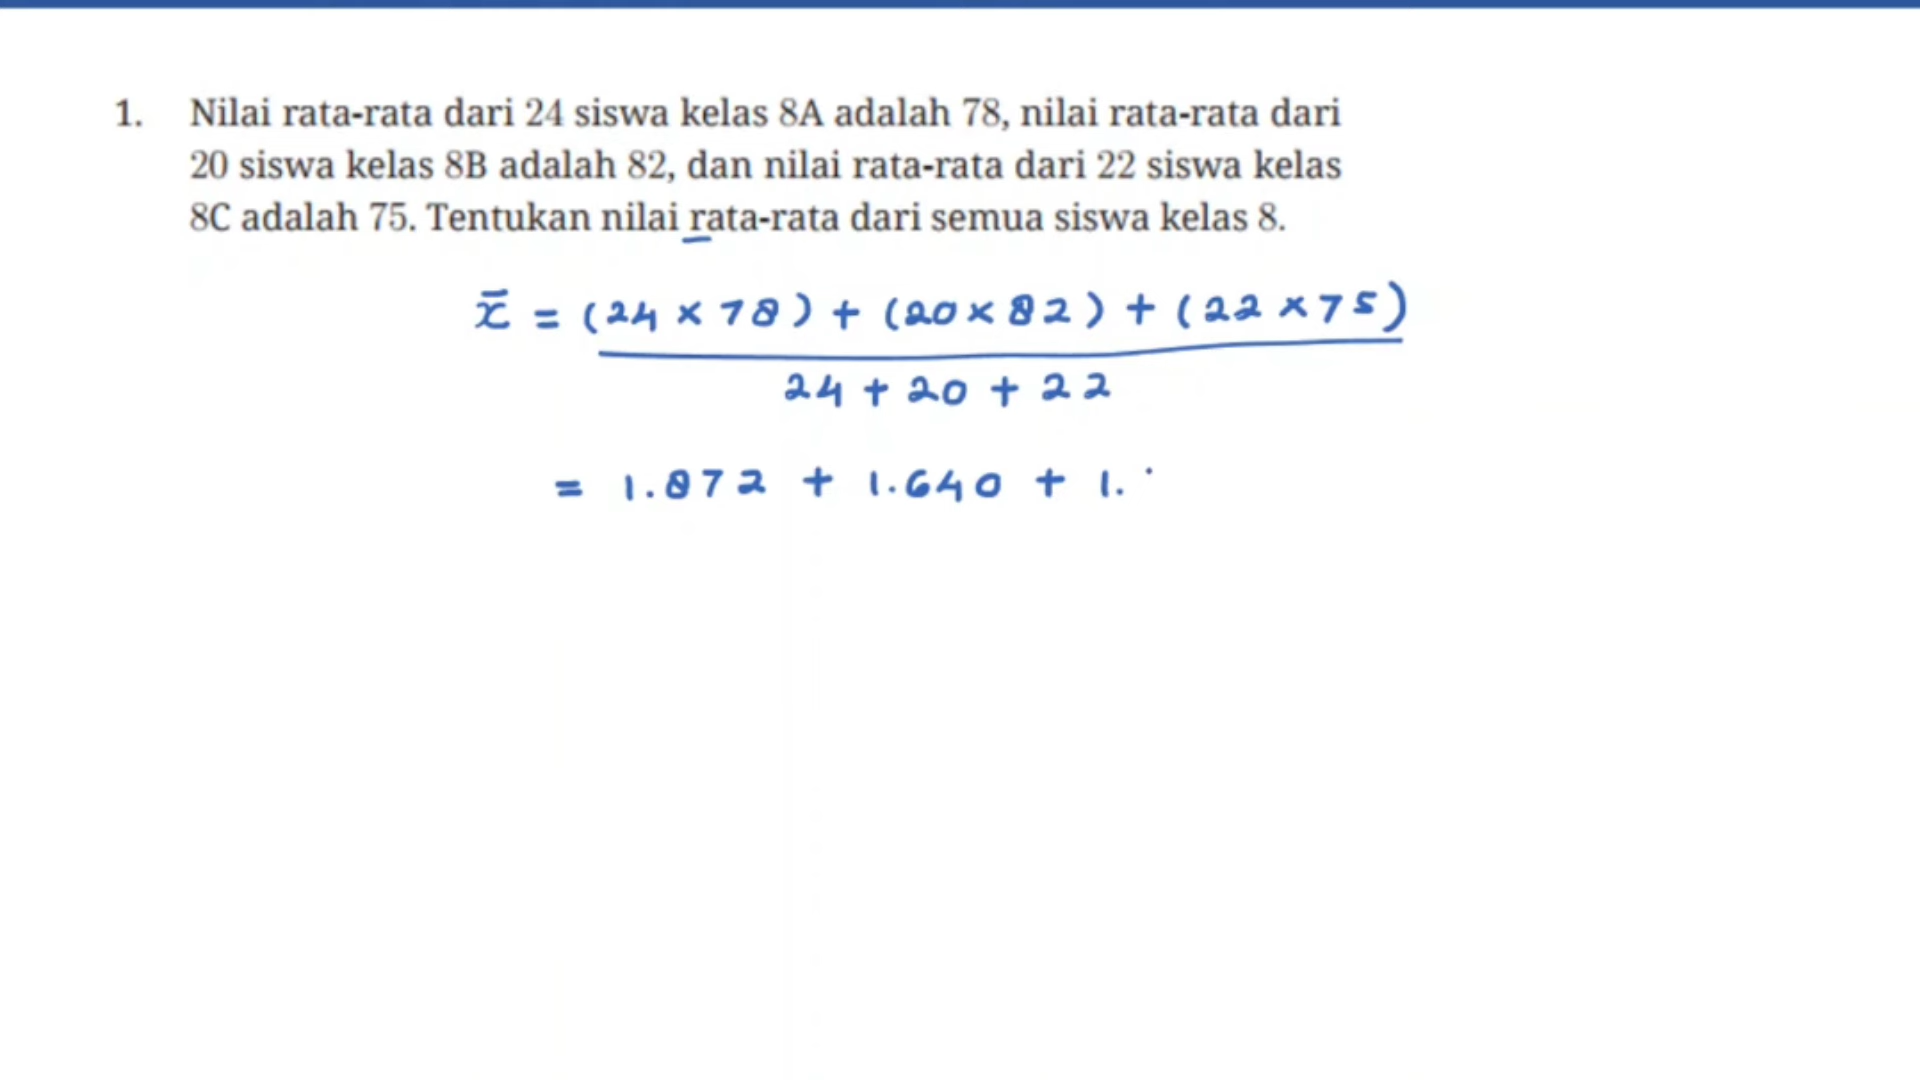 1. Nilai rata-rata dari 24 siswa kelas 8A adalah 78, nilai rata-rata dari
20 siswa kelas 8B adalah 82, dan nilai rata-rata dari 22 siswa kelas
8C adalah 75. Tentukan nilai rata-rata dari semua siswa kelas 8.
x̄ = (24 × 78) + (20 × 82) + (22 × 75)
24 + 20 + 22
= 1.872 + 1.640 + 1.